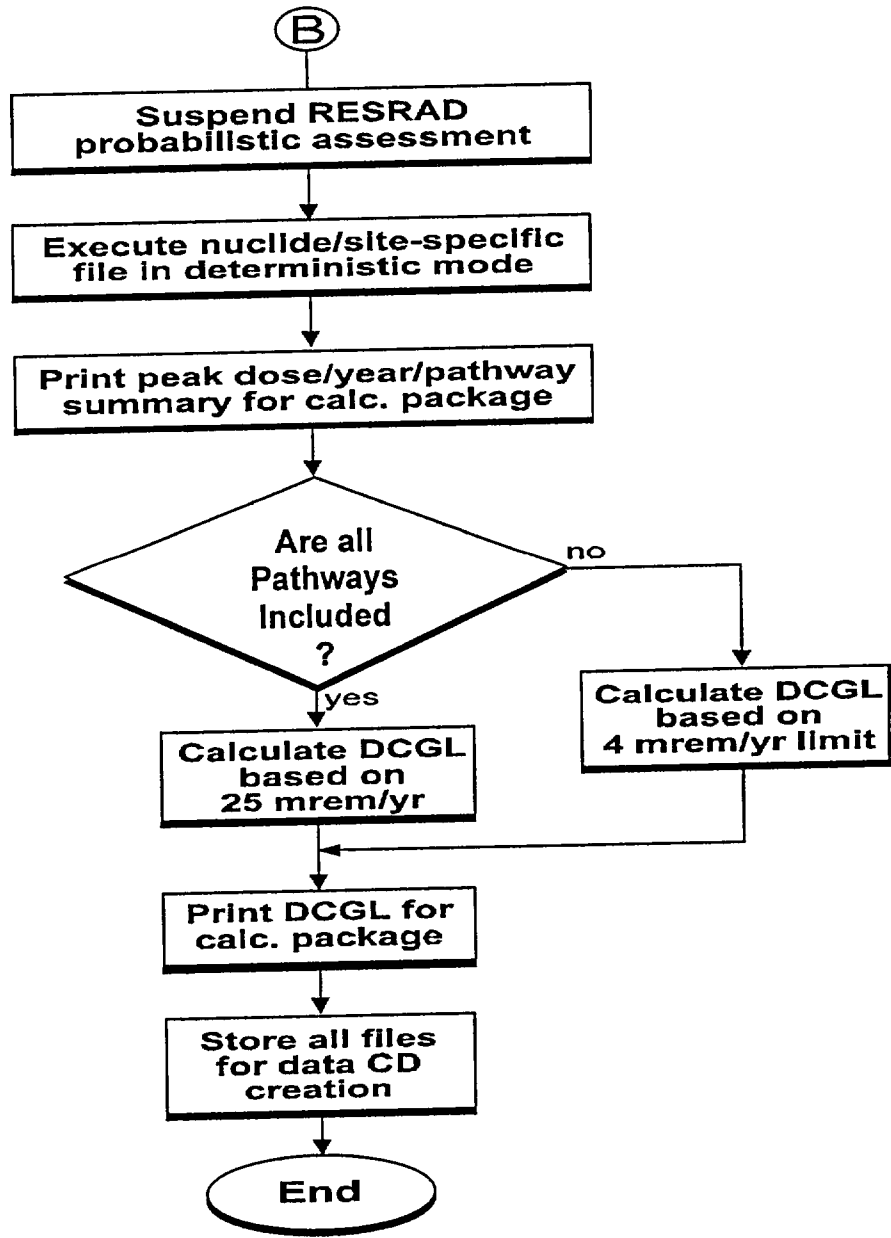 B
Suspend RESRAD
probabilistic assessment
Execute nuclide/site-specific
file in deterministic mode
Print peak dose/year/pathway
summary for calc. package
Are all
Pathways
Included
?
no
yes
Calculate DCGL
based on
4 mrem/yr limit
Calculate DCGL
based on
25 mrem/yr
Print DCGL for
calc. package
Store all files
for data CD
creation
End